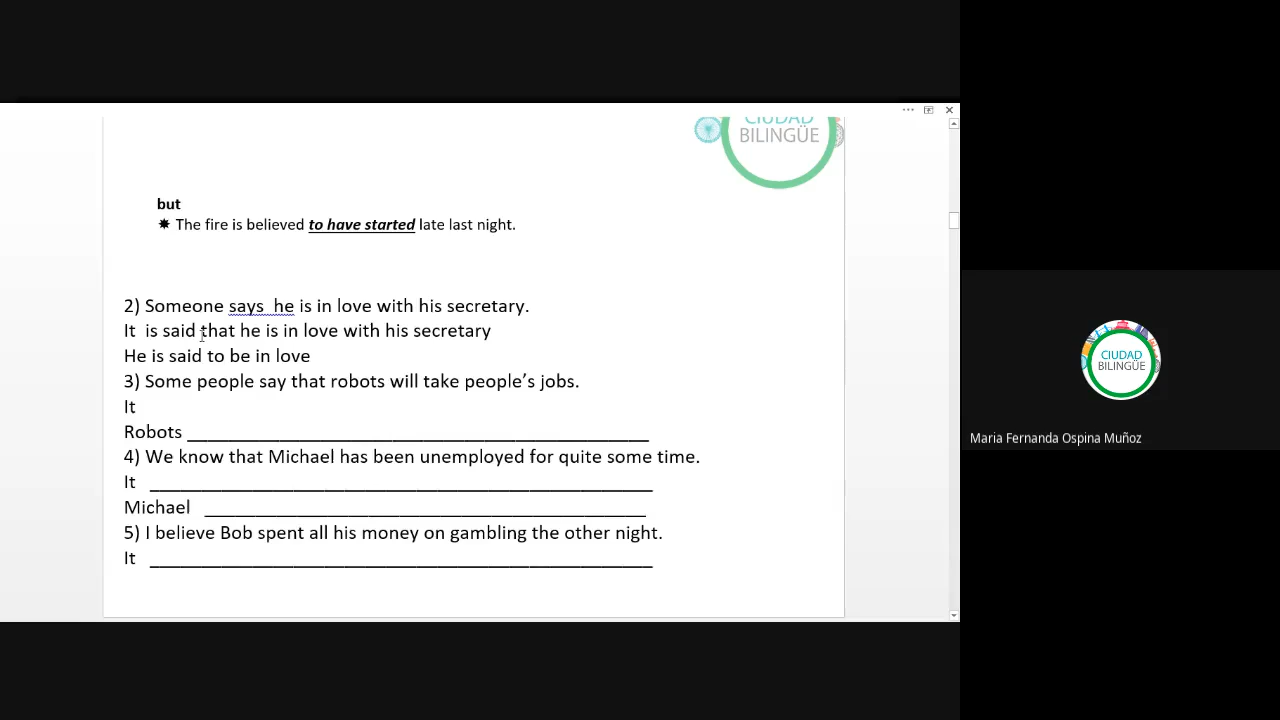 CIUDAD
BILINGÜE
but
✷ The fire is believed to have started late last night.
2) Someone says  he is in love with his secretary.
It  is said that he is in love with his secretary
He is said to be in love
3) Some people say that robots will take people’s jobs.
It
Robots ______________________________________________
4) We know that Michael has been unemployed for quite some time.
It   __________________________________________________
Michael   ____________________________________________
5) I believe Bob spent all his money on gambling the other night.
It   __________________________________________________
CIUDAD
BILINGÜE
Maria Fernanda Ospina Muñoz